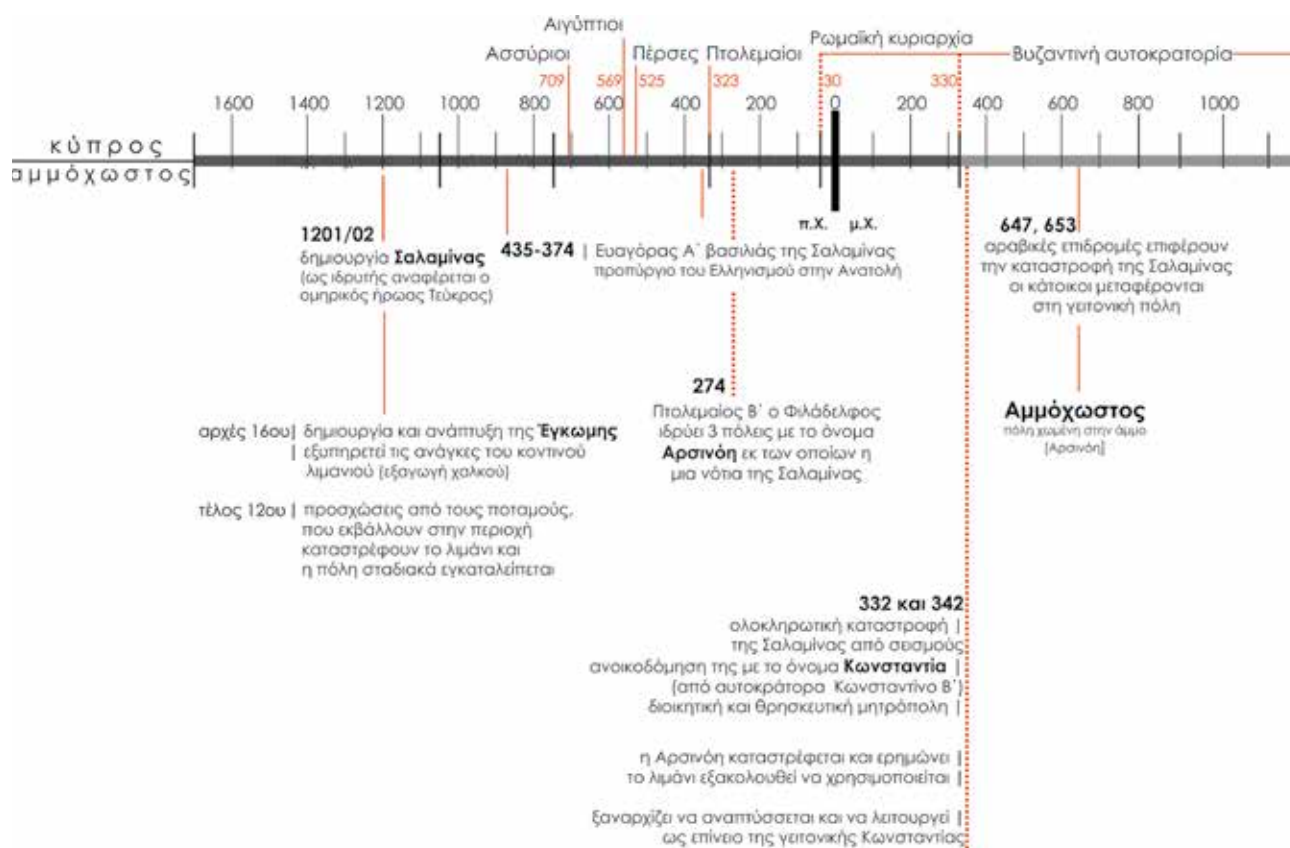 Αιγύπτιοι
Ασσύριοι
Πέρσες
Πτολεμαίοι
Ρωμαϊκή κυριαρχία
Βυζαντινή αυτοκρατορία
709
569
525
323
30
330
1600 1400 1200 1000 800 600 400 200 0 200 400 600 800 1000
κύπρος
αμμόχωστος
π.Χ. μ.Χ.
1201/02
δημιουργία Σαλαμίνας
(ως ιδρυτής αναφέρεται ο
ομηρικός ήρωας Τεύκρος)
435-374 | Ευαγόρας Α΄ βασιλιάς της Σαλαμίνας
προπύργιο του Ελληνισμού στην Ανατολή
647, 653
αραβικές επιδρομές επιφέρουν
την καταστροφή της Σαλαμίνας
οι κάτοικοι μεταφέρονται
στη γειτονική πόλη
αρχές 16ου| δημιουργία και ανάπτυξη της Έγκωμης
| εξυπηρετεί τις ανάγκες του κοντινού
λιμανιού (εξαγωγή χαλκού)
τέλος 12ου | προσχώσεις από τους ποταμούς,
που εκβάλλουν στην περιοχή
καταστρέφουν το λιμάνι και
η πόλη σταδιακά εγκαταλείπεται
274
Πτολεμαίος Β΄ ο Φιλάδελφος
ιδρύει 3 πόλεις με το όνομα
Αρσινόη εκ των οποίων η
μια νότια της Σαλαμίνας
Αμμόχωστος
πόλη χωμένη στην άμμο
[Αρσινόη]
332 και 342
ολοκληρωτική καταστροφή |
της Σαλαμίνας από σεισμούς
ανοικοδόμηση της με το όνομα Κωνσταντία |
(από αυτοκράτορα Κωνσταντίνο Β΄)
διοικητική και θρησκευτική μητρόπολη |
η Αρσινόη καταστρέφεται και ερημώνει |
το λιμάνι εξακολουθεί να χρησιμοποιείται |
ξαναρχίζει να αναπτύσσεται και να λειτουργεί |
ως επίνειο της γειτονικής Κωνσταντίας